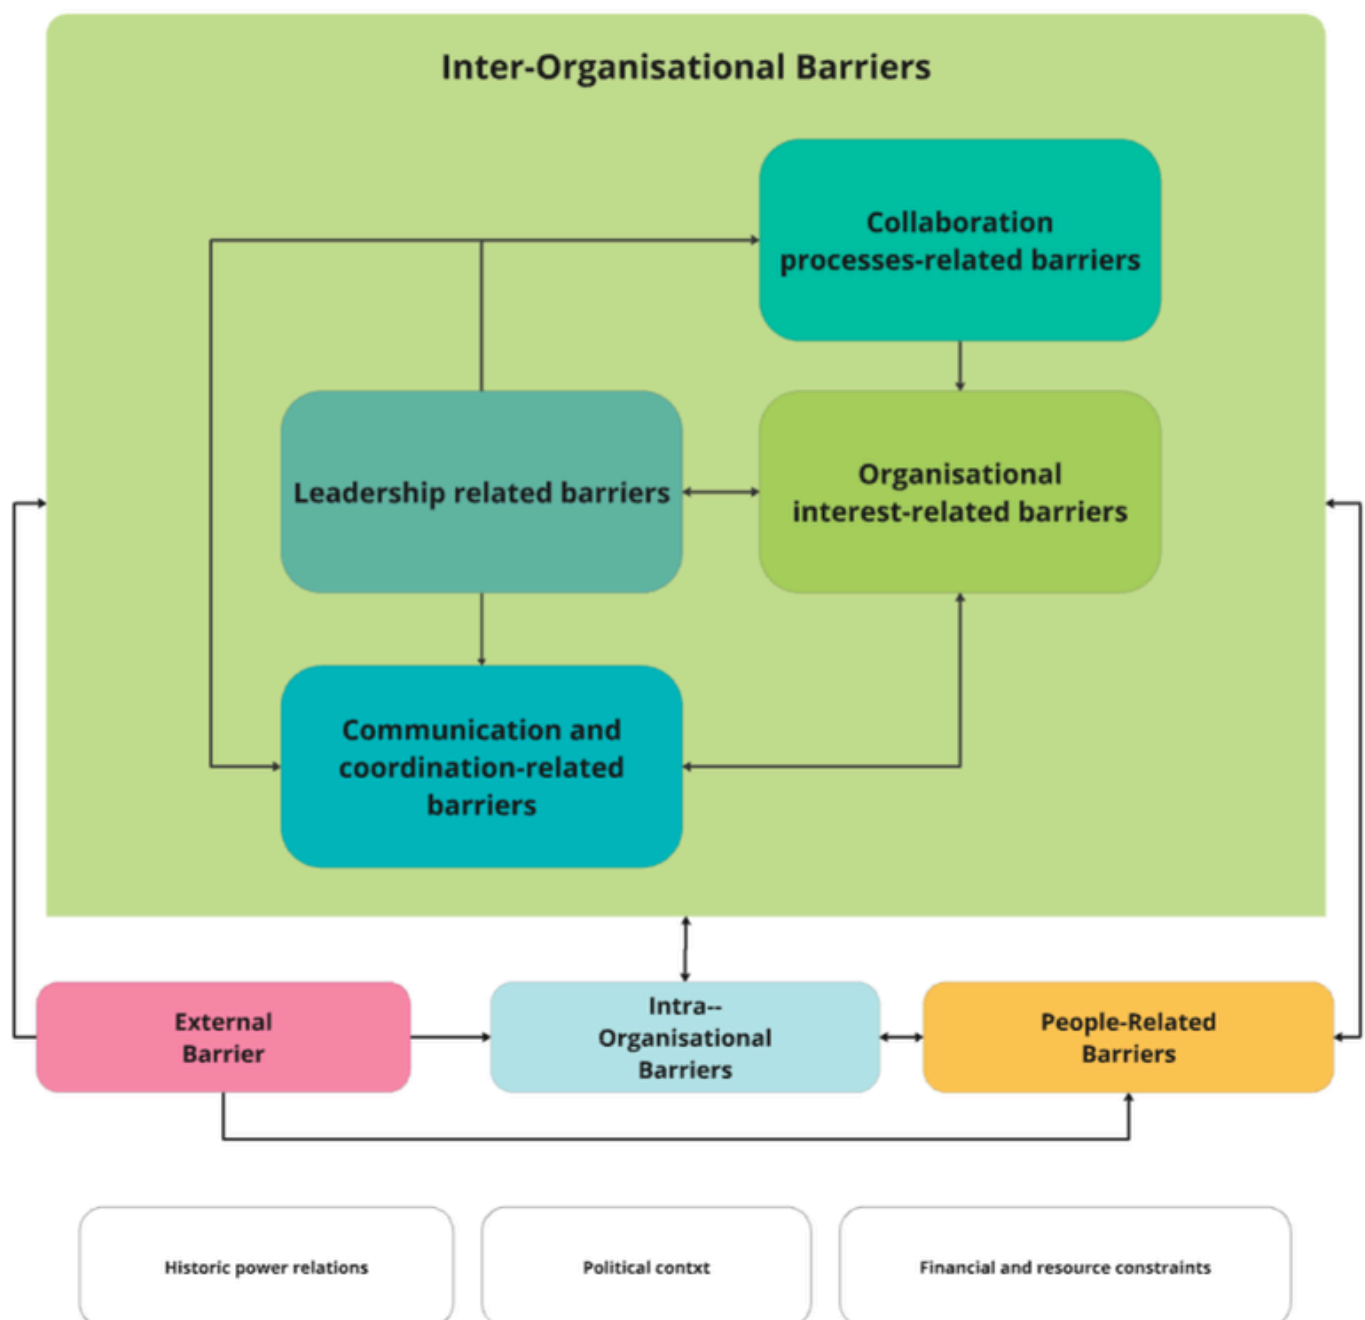 Inter-Organisational Barriers
Collaboration
processes-related barriers
Leadership related barriers
Organisational
interest-related barriers
Communication and
coordination-related
barriers
External
Barrier
Intra--
Organisational
Barriers
People-Related
Barriers
Historic power relations
Political contxt
Financial and resource constraints